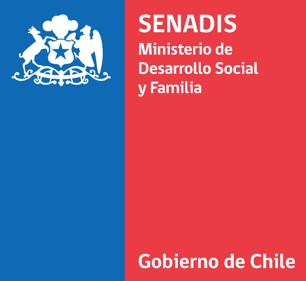 SENADIS
Ministerio de
Desarrollo Social
y Familia
Gobierno de Chile